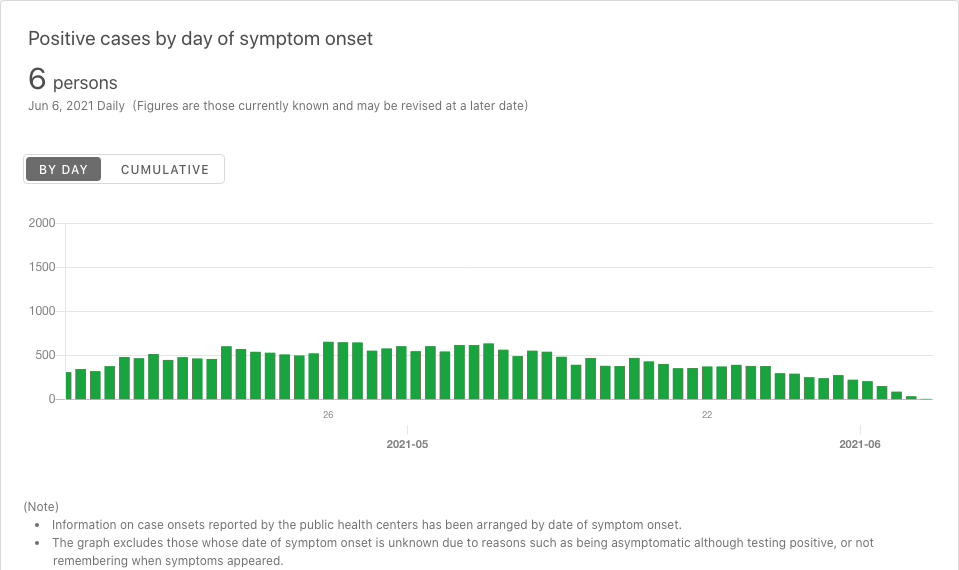 Positive cases by day of symptom onset
6 persons
Jun 6, 2021 Daily (Figures are those currently known and may be revised at a later date)
BY DAY CUMULATIVE
2000
1500
1000
500
0
26 22
2021-05 2021-06
(Note)
• Information on case onsets reported by the public health centers has been arranged by date of symptom onset.
• The graph excludes those whose date of symptom onset is unknown due to reasons such as being asymptomatic although testing positive, or not
remembering when symptoms appeared.